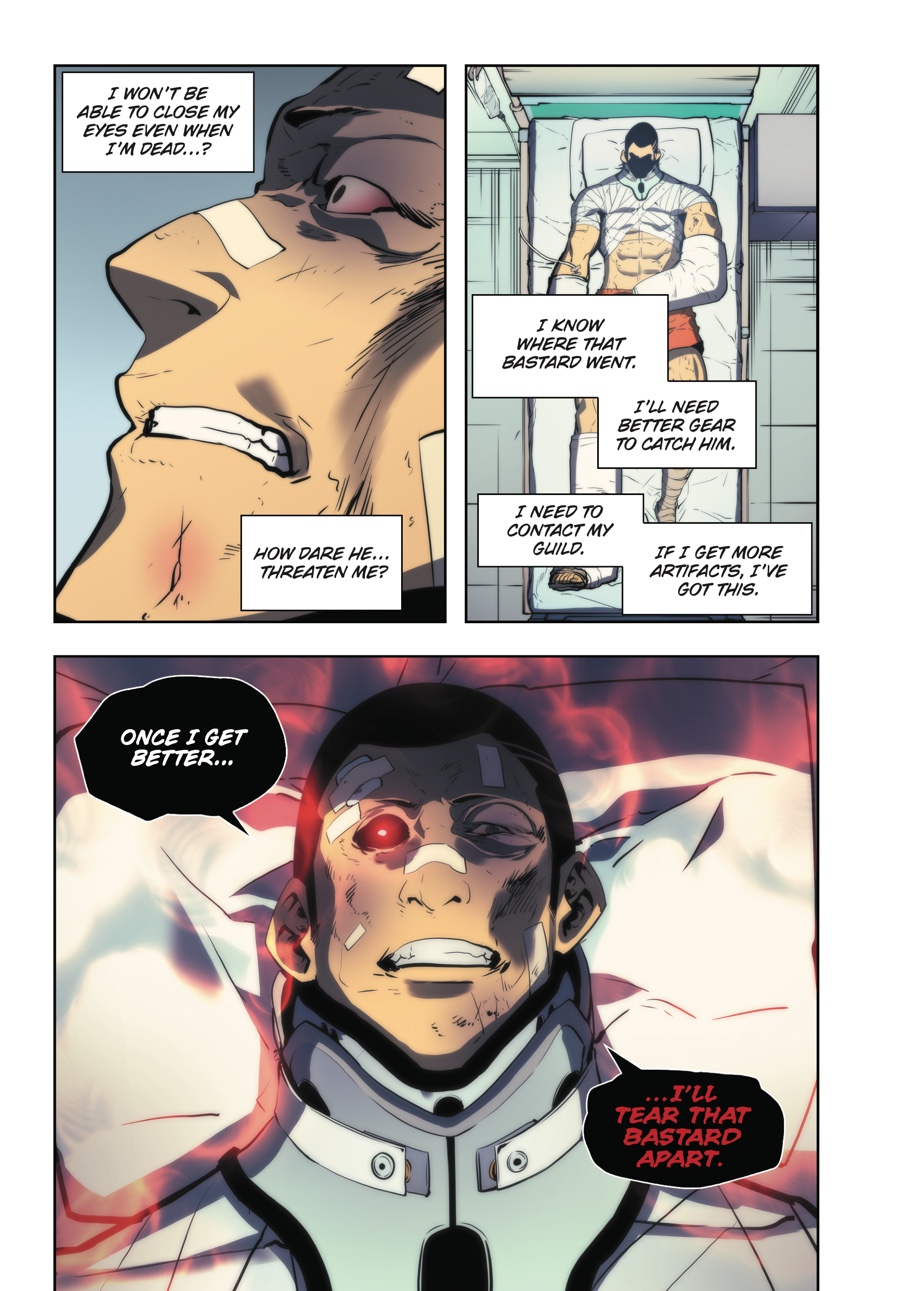 I WON'T BE
ABLE TO CLOSE MY
EYES EVEN WHEN
I'M DEAD...?
HOW DARE HE...
THREATEN ME?
I KNOW
WHERE THAT
BASTARD WENT.
I'LL NEED
BETTER GEAR
TO CATCH HIM.
I NEED TO
CONTACT MY
GUILD.
IF I GET MORE
ARTIFACTS, I'VE
GOT THIS.
ONCE I GET
BETTER...
...I'LL
TEAR THAT
BASTARD
APART.